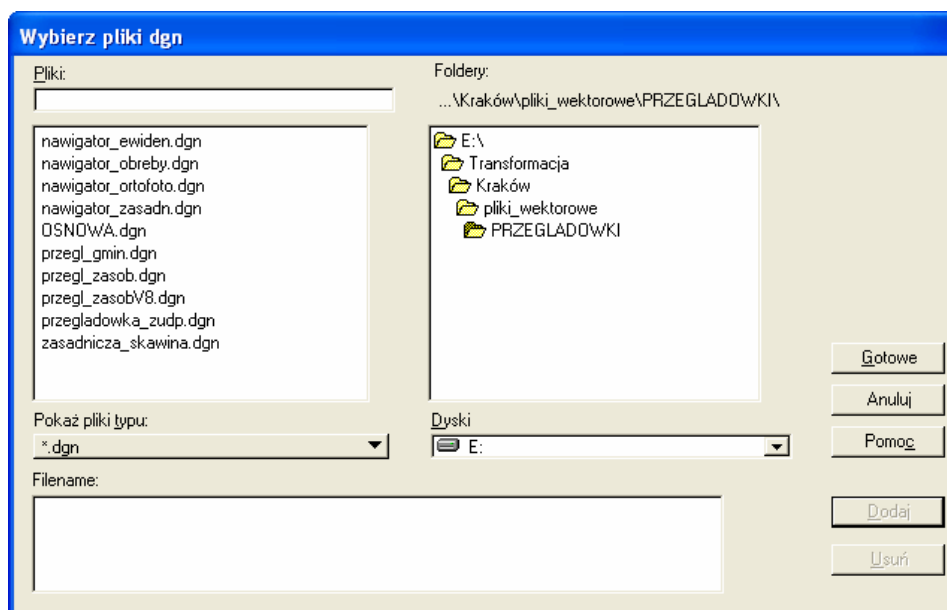 Wybierz pliki dgn
Pliki:
Foldery:
...\Kraków\pliki_wektorowe\PRZEGLADOWKI\
nawigator_ewiden.dgn
nawigator_obreby.dgn
nawigator_ortofoto.dgn
nawigator_zasadn.dgn
OSNOWA.dgn
przegl_gmin.dgn
przegl_zasob.dgn
przegl_zasobV8.dgn
przegladowka_zudp.dgn
zasadnicza_skawina.dgn
E:\
Transformacja
Kraków
pliki_wektorowe
PRZEGLADOWKI
Gotowe
Anuluj
Pomoc
Pokaż pliki typu:
*.dgn
Dyski
E:
Filename:
Dodaj
Usuń